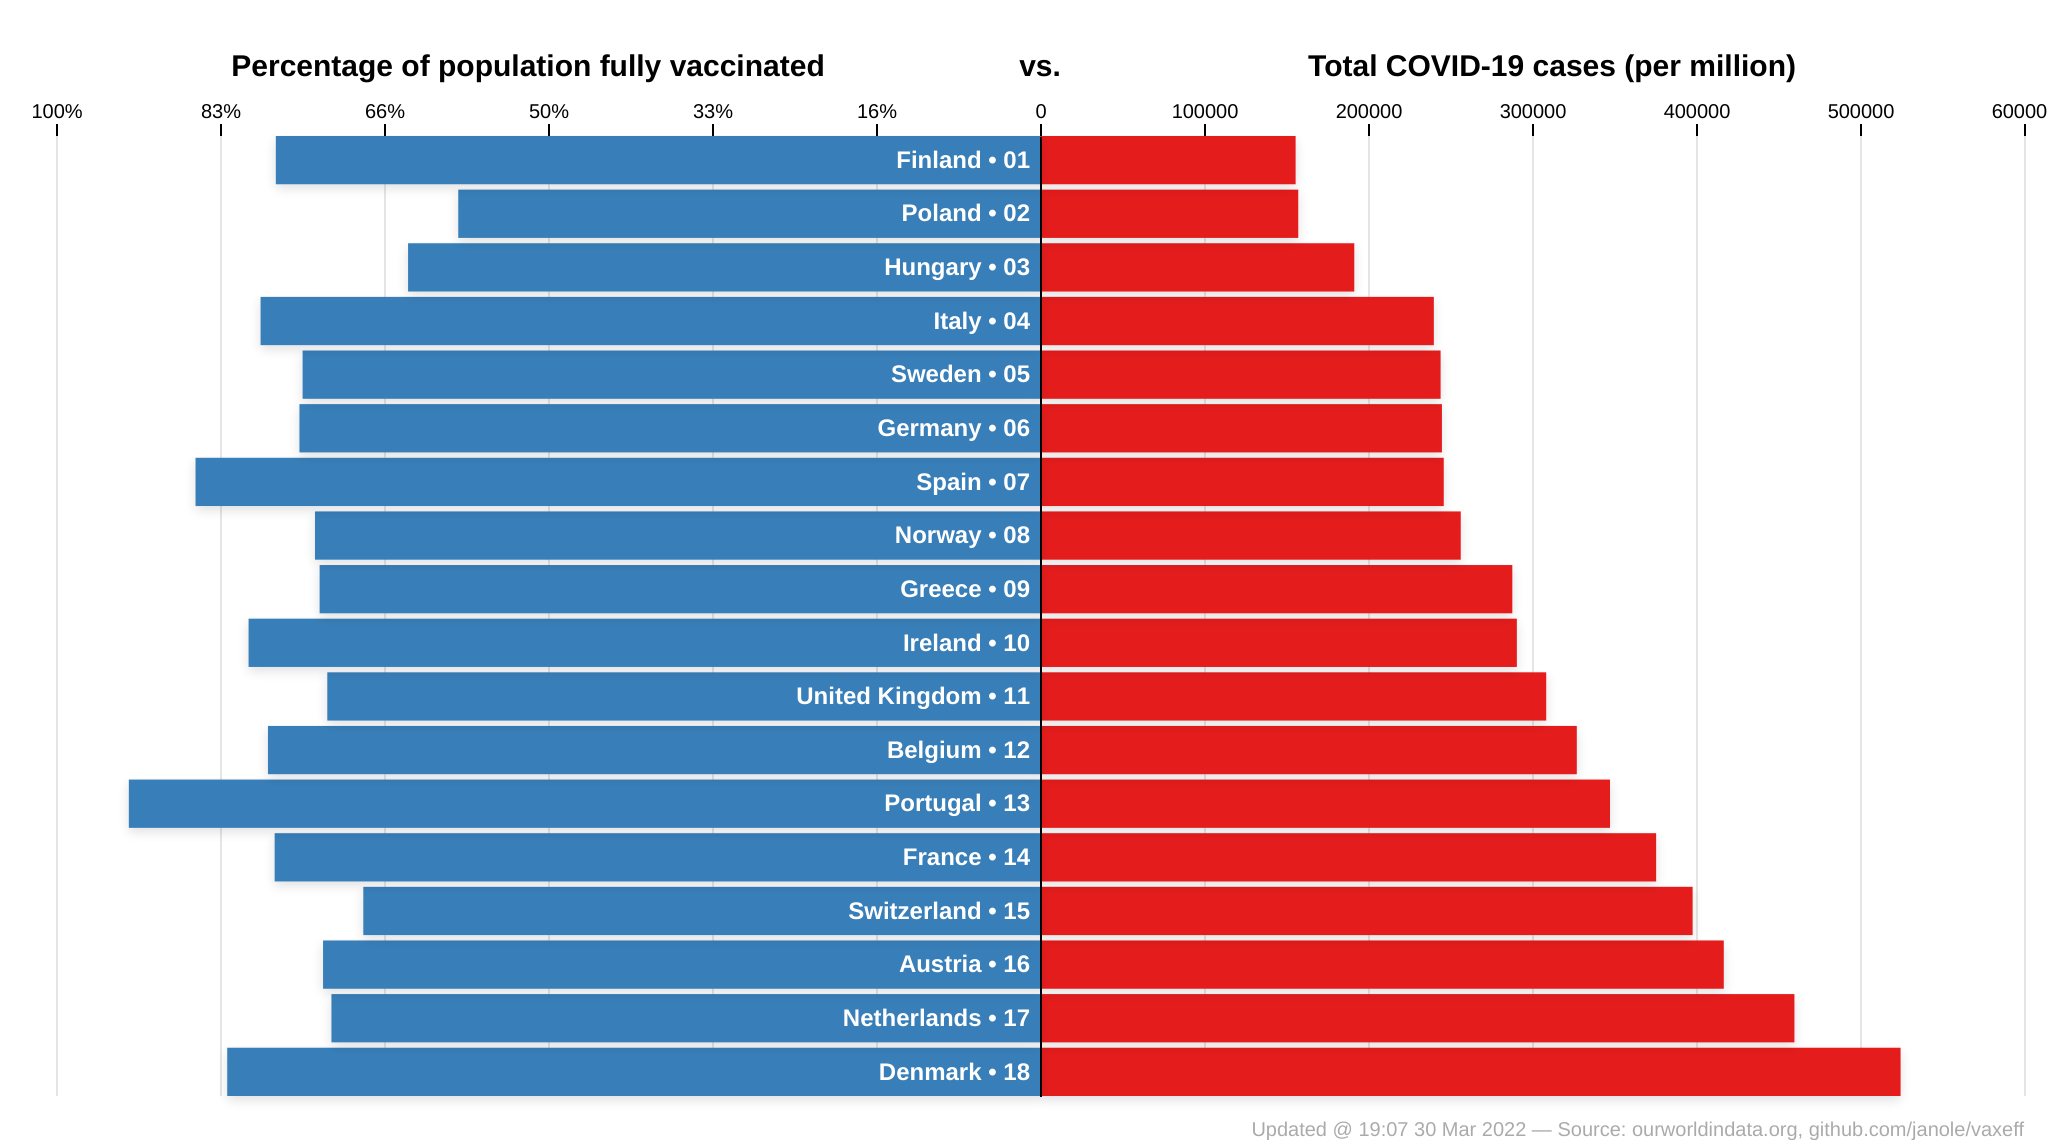 Percentage of population fully vaccinated vs. Total COVID-19 cases (per million)
100% 83% 66% 50% 33% 16% 0 100000 200000 300000 400000 500000 60000
Finland • 01
Poland • 02
Hungary • 03
Italy • 04
Sweden • 05
Germany • 06
Spain • 07
Norway • 08
Greece • 09
Ireland • 10
United Kingdom • 11
Belgium • 12
Portugal • 13
France • 14
Switzerland • 15
Austria • 16
Netherlands • 17
Denmark • 18
Updated @ 19:07 30 Mar 2022 — Source: ourworldindata.org, github.com/janole/vaxeff